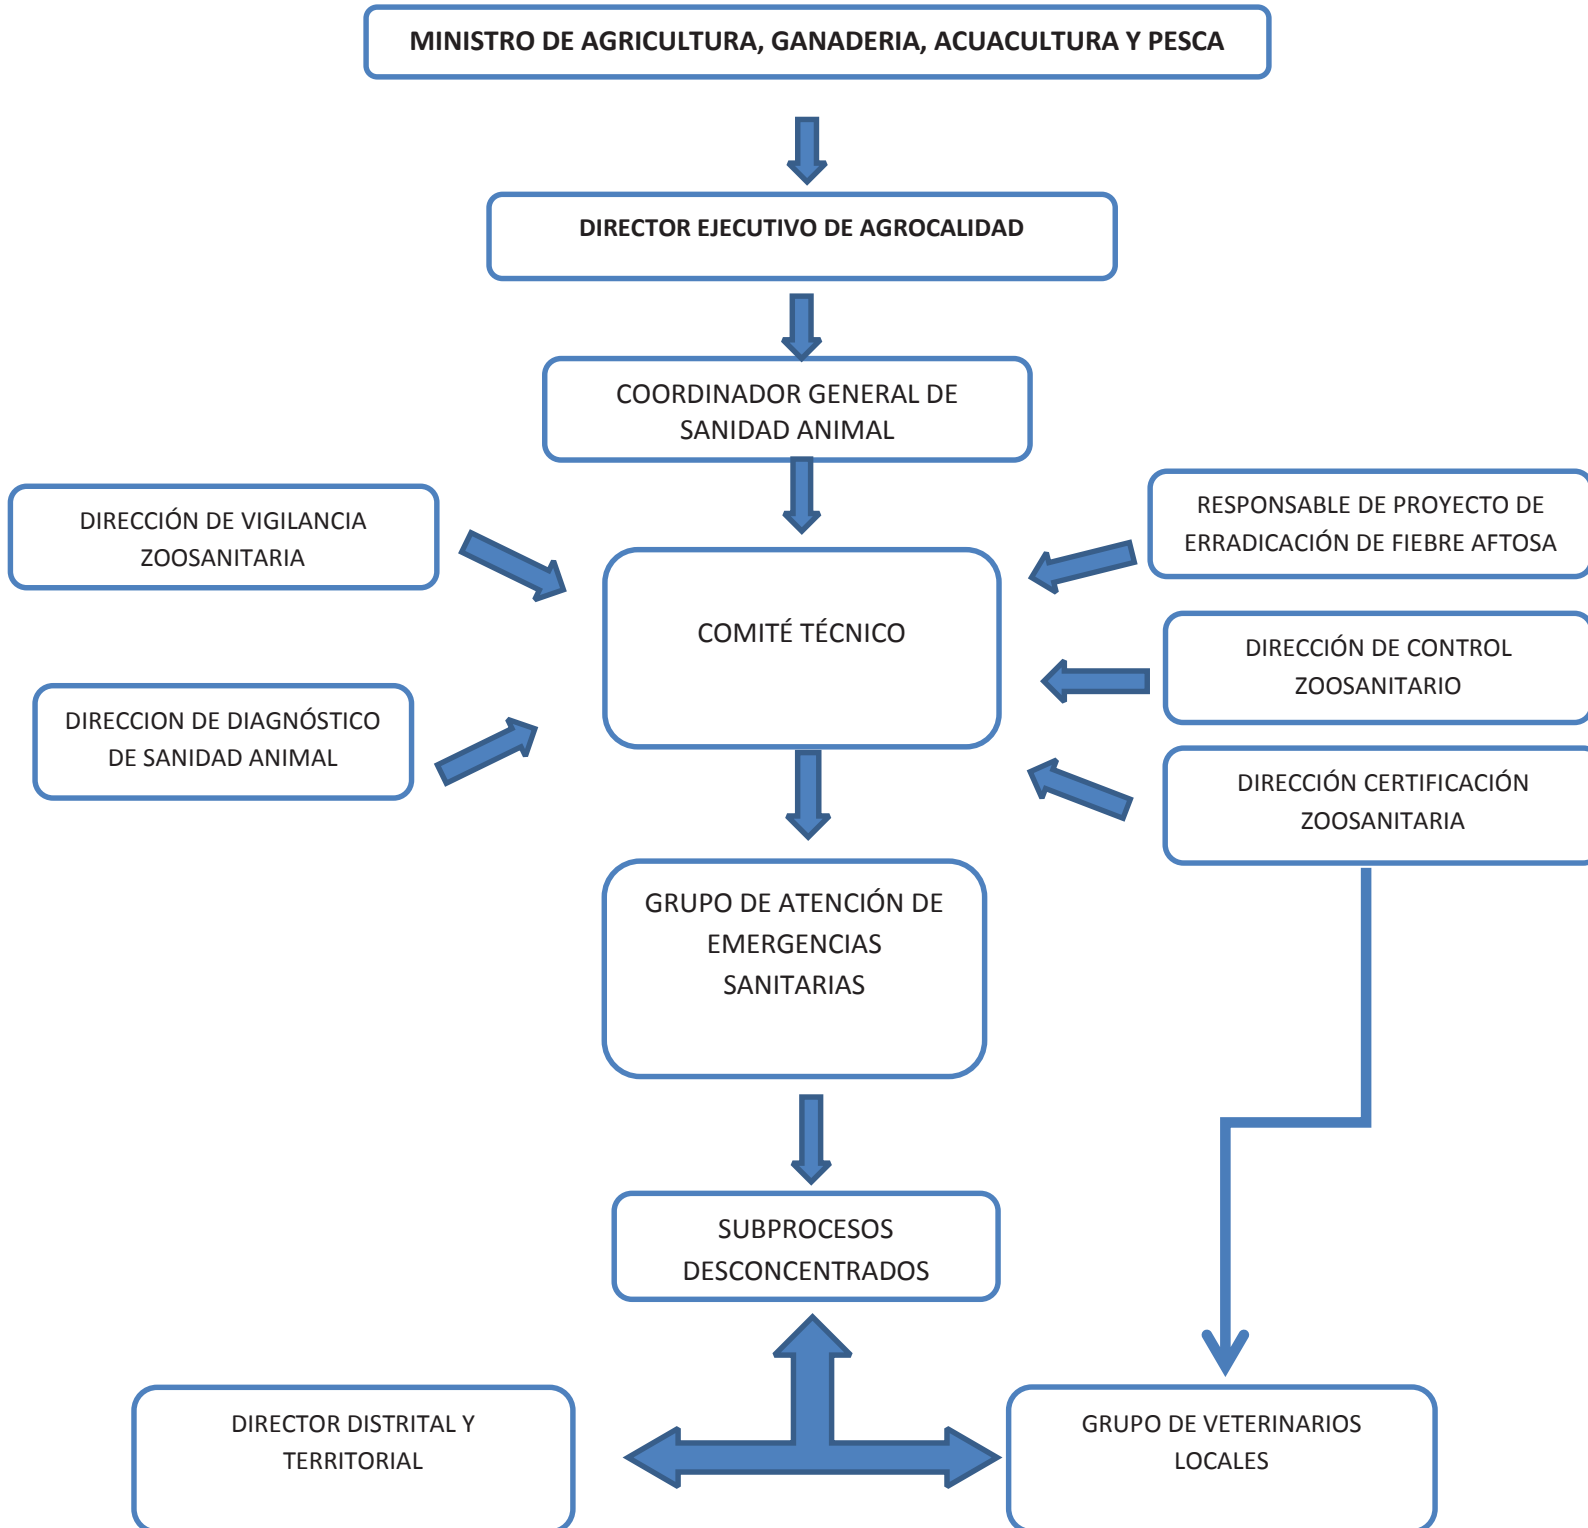 MINISTRO DE AGRICULTURA, GANADERIA, ACUACULTURA Y PESCA
DIRECTOR EJECUTIVO DE AGROCALIDAD
COORDINADOR GENERAL DE
SANIDAD ANIMAL
DIRECCIÓN DE VIGILANCIA
ZOOSANITARIA
RESPONSABLE DE PROYECTO DE
ERRADICACIÓN DE FIEBRE AFTOSA
COMITÉ TÉCNICO
DIRECCIÓN DE CONTROL
ZOOSANITARIO
DIRECCION DE DIAGNÓSTICO
DE SANIDAD ANIMAL
DIRECCIÓN CERTIFICACIÓN
ZOOSANITARIA
GRUPO DE ATENCIÓN DE
EMERGENCIAS
SANITARIAS
SUBPROCESOS
DESCONCENTRADOS
DIRECTOR DISTRITAL Y
TERRITORIAL
GRUPO DE VETERINARIOS
LOCALES